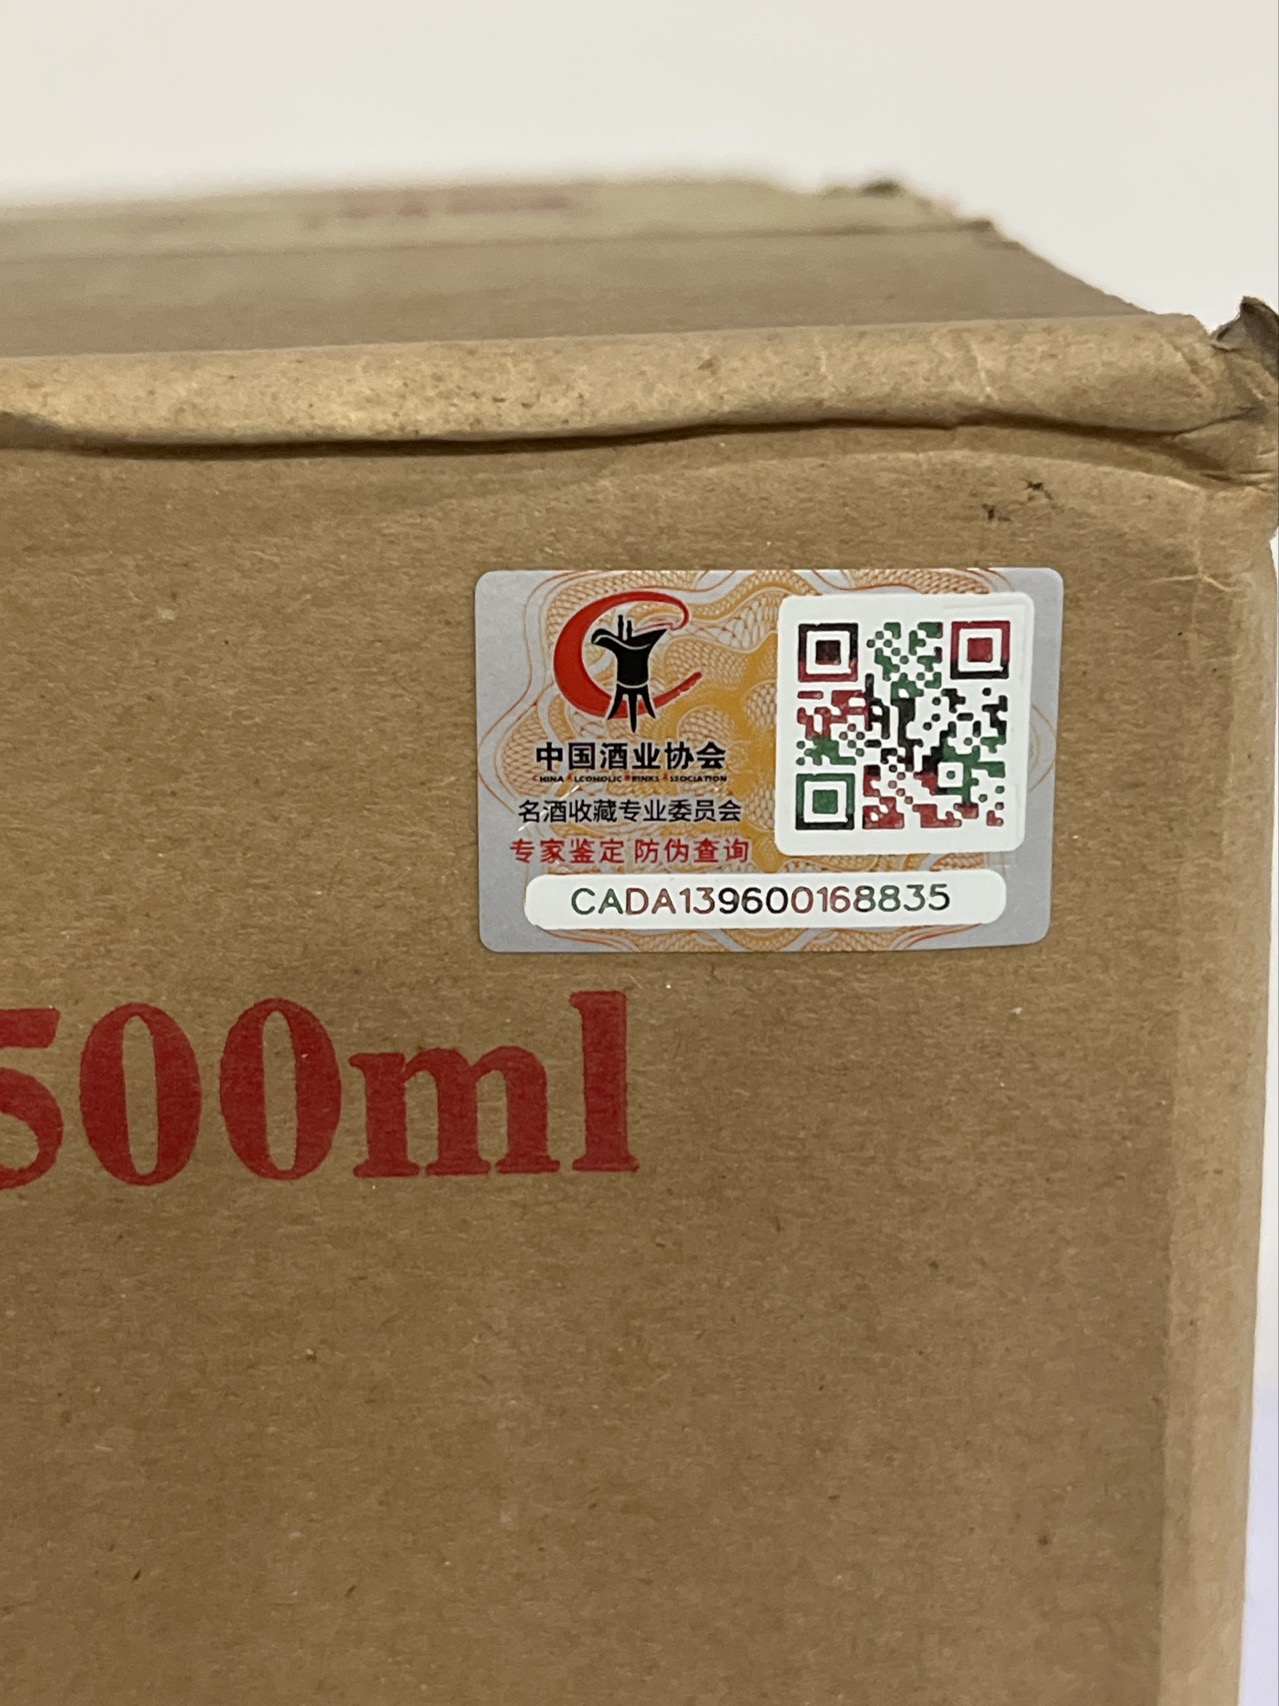 中国酒业协会
CHINA ALCOHOLIC DRINKS ASSOCIATION
名酒收藏专业委员会
专家鉴定 防伪查询
CADA139600168835
500ml